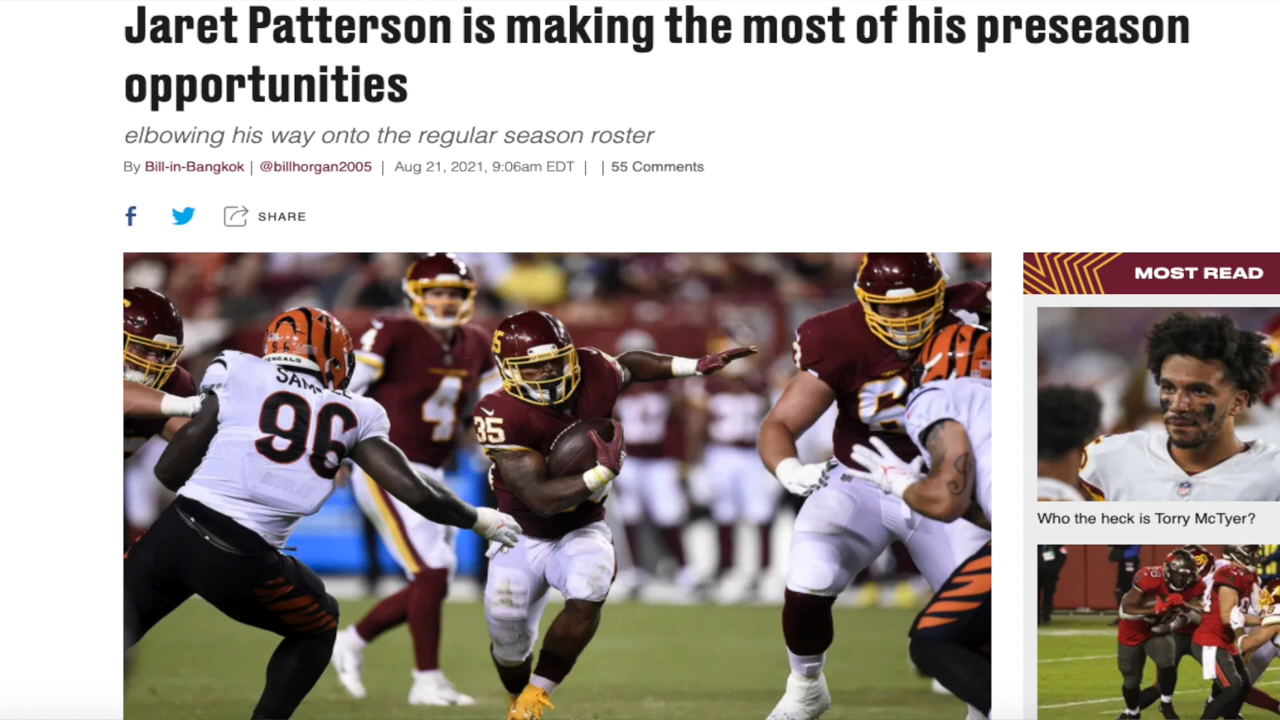 Jaret Patterson is making the most of his preseason
opportunities
elbowing his way onto the regular season roster
By Bill-in-Bangkok | @billhorgan2005 | Aug 21, 2021, 9:06am EDT | | 55 Comments
f SHARE
MOST READ
BENGALS
96
4
35
6
Who the heck is Torry McTyer?